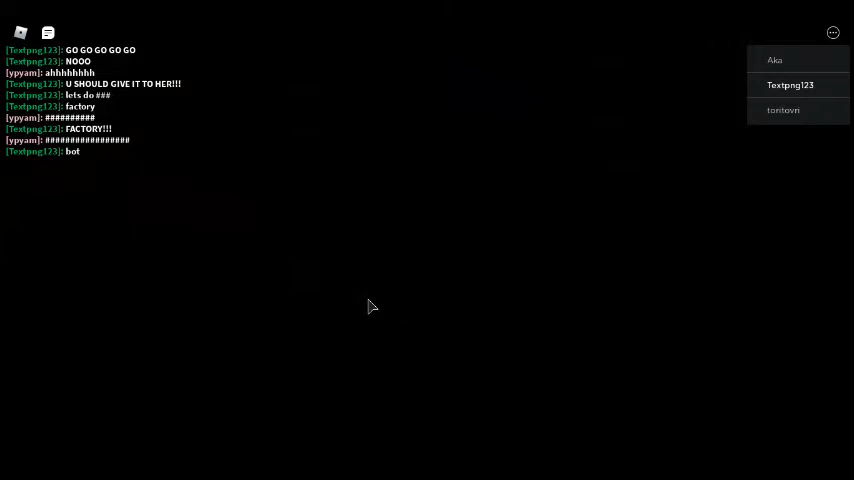 [Textpng123]: GO GO GO GO GO
[Textpng123]: NOOO
[ypyam]: ahhhhhhhh
[Textpng123]: U SHOULD GIVE IT TO HER!!!
[Textpng123]: lets do ###
[Textpng123]: factory
[ypyam]: ##########
[Textpng123]: FACTORY!!!
[ypyam]: #################
[Textpng123]: bot
Aka
Textpng123
toritovri